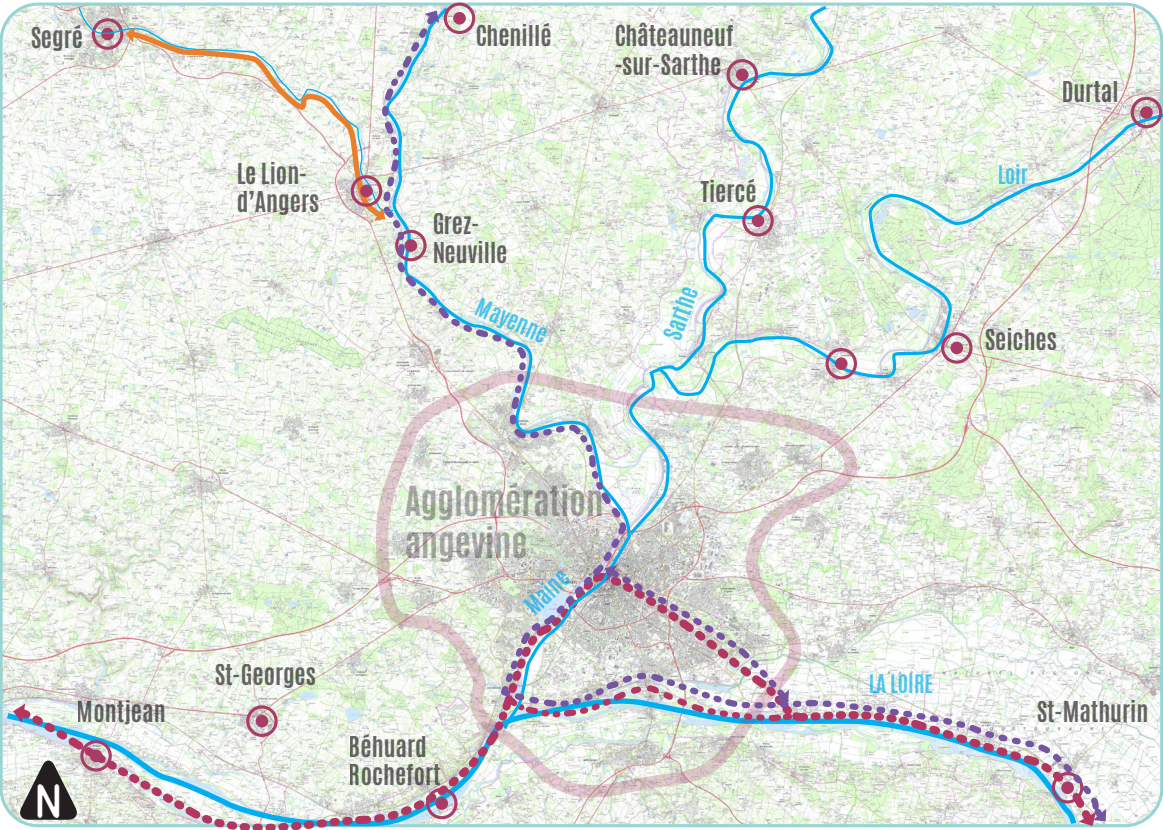 Segré
Chenillé
Châteauneuf
-sur-Sarthe
Durtal
Le Lion-
d'Angers
Tiercé
Loir
Grez-
Neuville
Mayenne
Sarthe
Seiches
Agglomération
angevine
Maine
St-Georges
LA LOIRE
Montjean
St-Mathurin
Béhuard
Rochefort
N